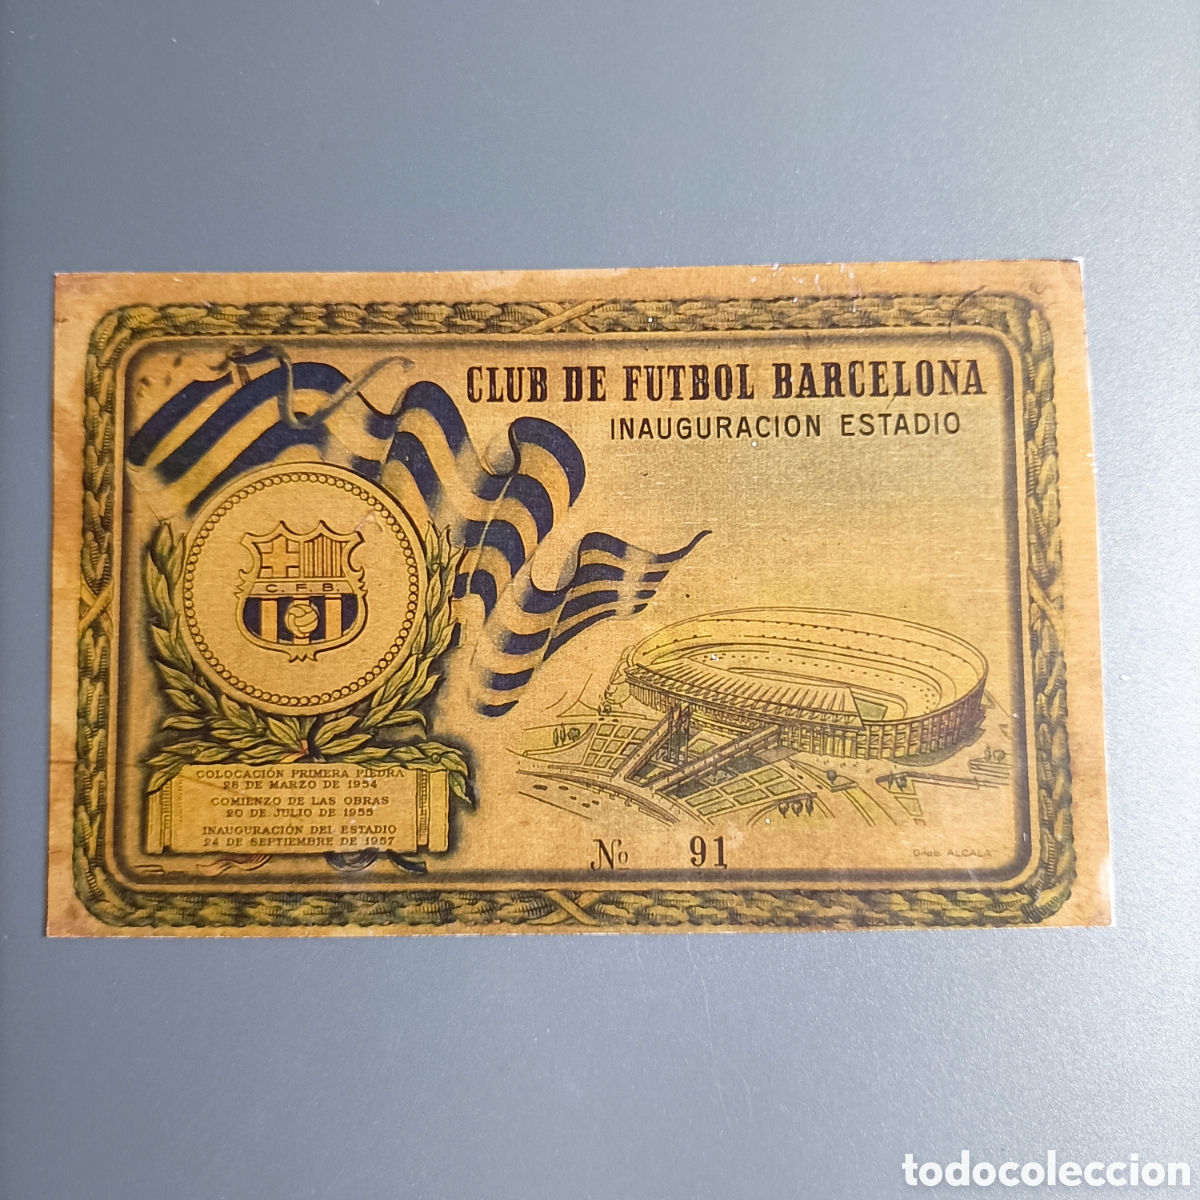 CLUB DE FUTBOL BARCELONA
INAUGURACION ESTADIO
C. F. B.
COLOCACIÓN PRIMERA PIEDRA
28 DE MARZO DE 1954
COMIENZO DE LAS OBRAS
20 DE JULIO DE 1955
INAUGURACIÓN DEL ESTADIO
24 DE SEPTIEMBRE DE 1957
No 91
Grab. ALCALA
todocoleccion